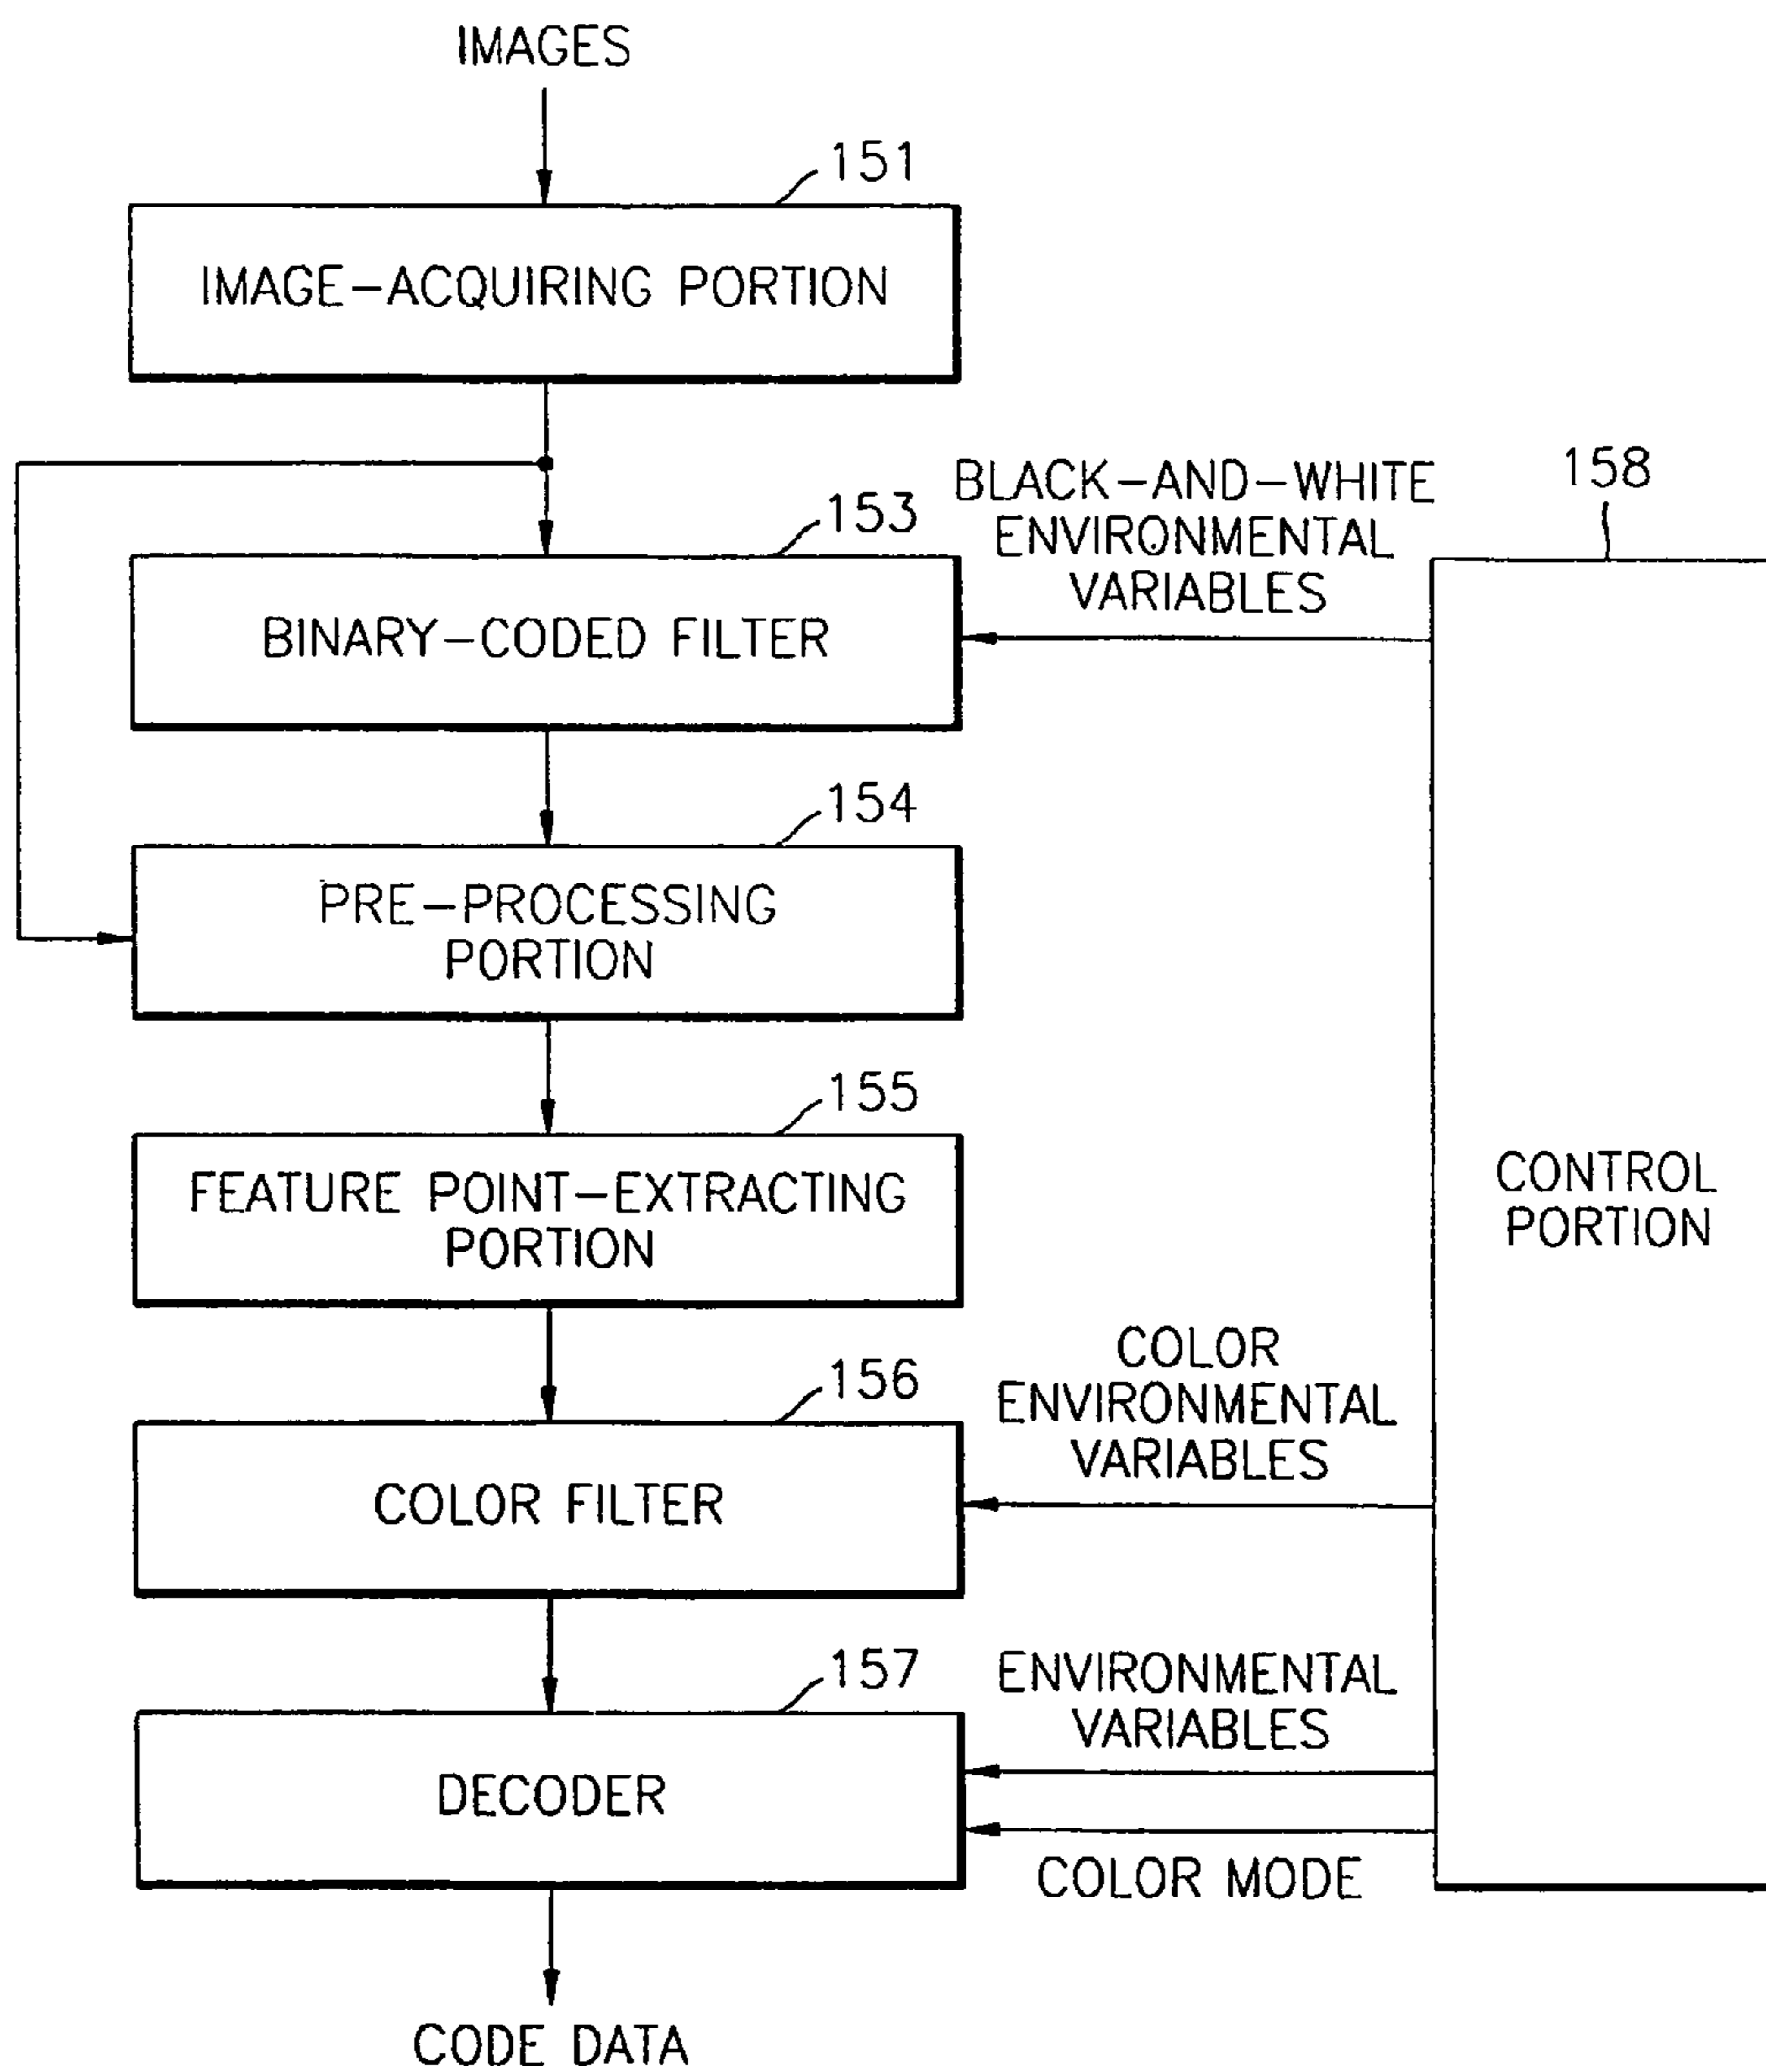 IMAGES
151
IMAGE-ACQUIRING PORTION
BLACK-AND-WHITE
ENVIRONMENTAL
VARIABLES
158
153
BINARY-CODED FILTER
154
PRE-PROCESSING
PORTION
155
FEATURE POINT-EXTRACTING
PORTION
CONTROL
PORTION
156
COLOR
ENVIRONMENTAL
VARIABLES
COLOR FILTER
157
ENVIRONMENTAL
VARIABLES
DECODER
COLOR MODE
CODE DATA